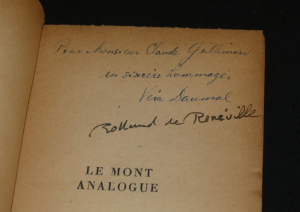 Pour Monsieur Claude Gallimard
en sincère hommage.
Véra Daumal
Rolland de Renéville
LE MONT
ANALOGUE